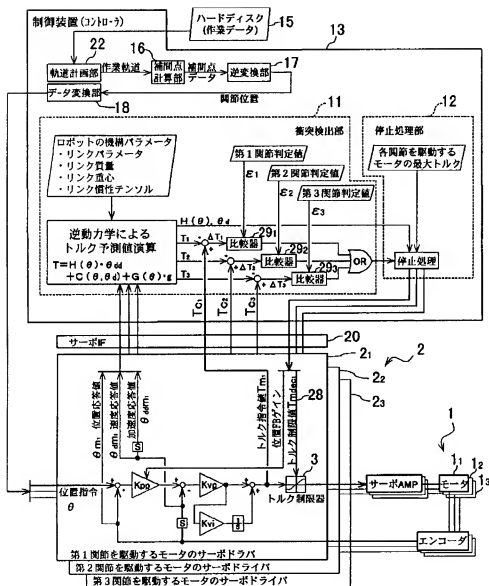 制御装置(コントローラ)
ハードディスク
(作業データ)
15
13
22
軌道計画部
作業軌道
16
補間点
計算部
補間点
データ
17
逆変換部
データ変換部
18
関節位置
11
衝突検出部
12
停止処理部
ロボットの機構パラメータ
・リンクパラメータ
・リンク質量
・リンク重心
・リンク慣性テンソル
第1関節判定値
ε1
第2関節判定値
ε2
第3関節判定値
ε3
各関節を駆動する
モータの最大トルク
逆動力学による
トルク予測値演算
T=H(θ)・θdd
+C(θ,θd)+G(θ)・g
H(θ),θd
T1
T2
T3
ΔT1
ΔT2
ΔT3
比較器
291
比較器
292
比較器
293
OR
停止処理
TC1
TC2
TC3
サーボIF
20
21
22
23
2
θm1 位置応答値
θdm1 速度応答値
θddm1 加速度応答値
トルク指令値Tm1
位置FBゲイン
トルク制限値Tmdec1
28
S
位置指令
θ
Kpp
Kvp
Kvi
S
3
トルク制限器
サーボAMP
モータ
エンコーダ
1
11
12
13
第1関節を駆動するモータのサーボドラバ
第2関節を駆動するモータのサーボドライバ
第3関節を駆動するモータのサーボドライバ